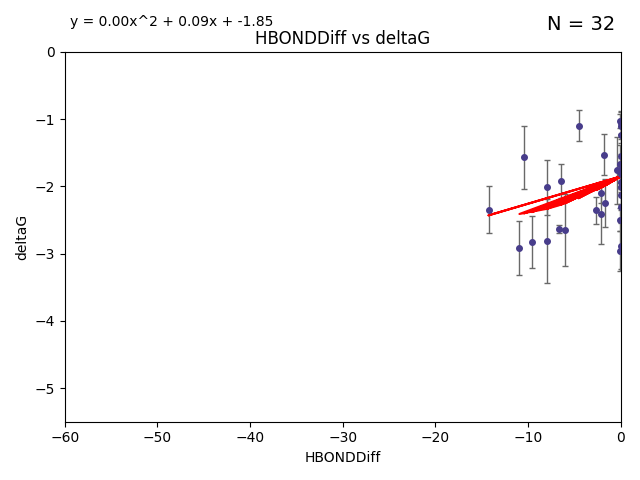 y = 0.00x^2 + 0.09x + -1.85
N = 32
HBONDDiff vs deltaG
0
−1
−2
−3
−4
−5
deltaG
−60
−50
−40
−30
−20
−10
0
HBONDDiff